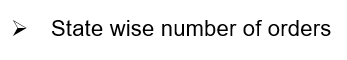 ➢ State wise number of orders